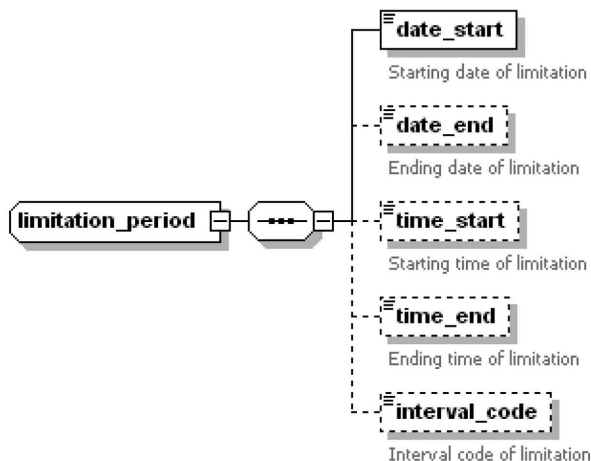 date_start
Starting date of limitation
date_end
Ending date of limitation
limitation_period
time_start
Starting time of limitation
time_end
Ending time of limitation
interval_code
Interval code of limitation